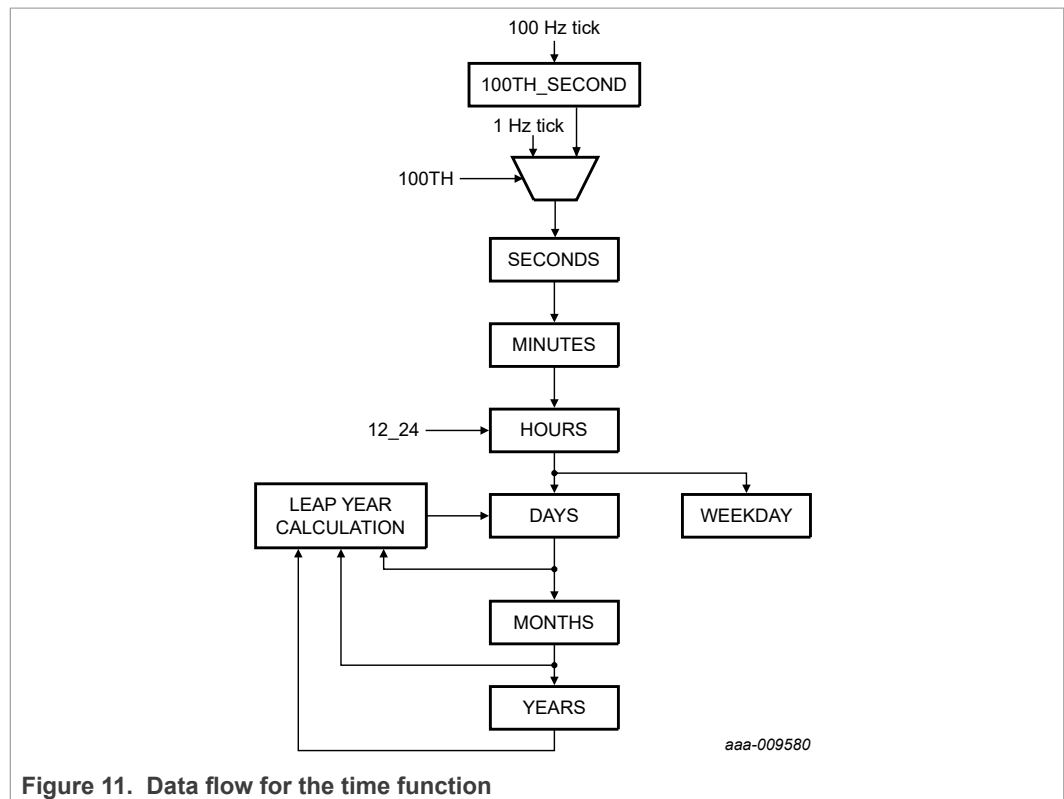 100 Hz tick
100TH_SECOND
1 Hz tick
100TH
SECONDS
MINUTES
12_24
HOURS
LEAP YEAR
CALCULATION
DAYS
WEEKDAY
MONTHS
YEARS
aaa-009580
Figure 11. Data flow for the time function